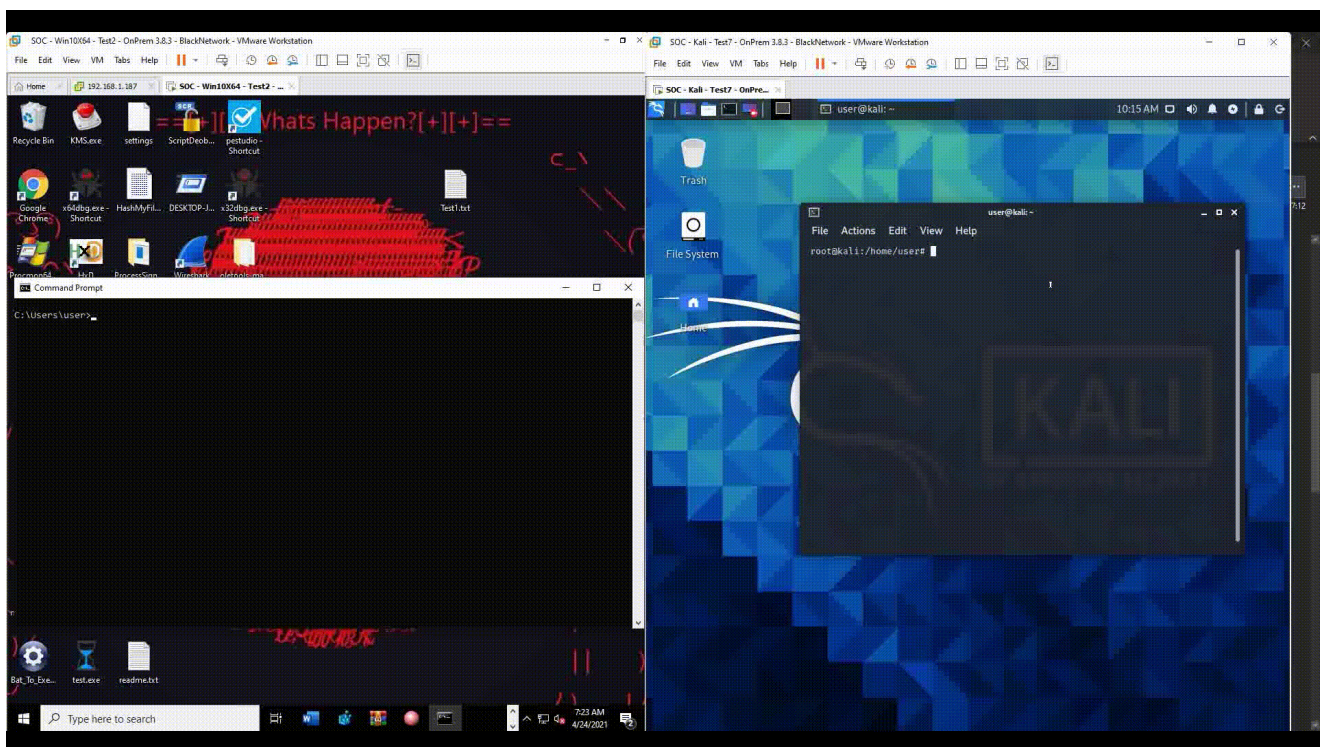 SOC - Win10X64 - Test2 - OnPrem 3.8.3 - BlackNetwork - VMware Workstation
File Edit View VM Tabs Help
Home
192.168.1.187
SOC - Win10X64 - Test2 - ...
Whats Happen?[+][+]==
Recycle Bin
KMS.exe
settings
ScriptDeob...
pestudio - Shortcut
Google Chrome
x64dbg.exe - Shortcut
HashMyFil...
DESKTOP-J...
x32dbg.exe - Shortcut
Test1.txt
Procmon64
HxD
ProcessSign
Wireshark
oletools-ma
Command Prompt
C:\Users\user>_
Bat_To_Exe...
test.exe
readme.txt
Type here to search
7:23 AM
4/24/2021
SOC - Kali - Test7 - OnPrem 3.8.3 - BlackNetwork - VMware Workstation
File Edit View VM Tabs Help
SOC - Kali - Test7 - OnPre...
user@kali: ~
10:15 AM
Trash
File System
Home
user@kali: ~
File Actions Edit View Help
root@kali:/home/user#
KALI
7:12